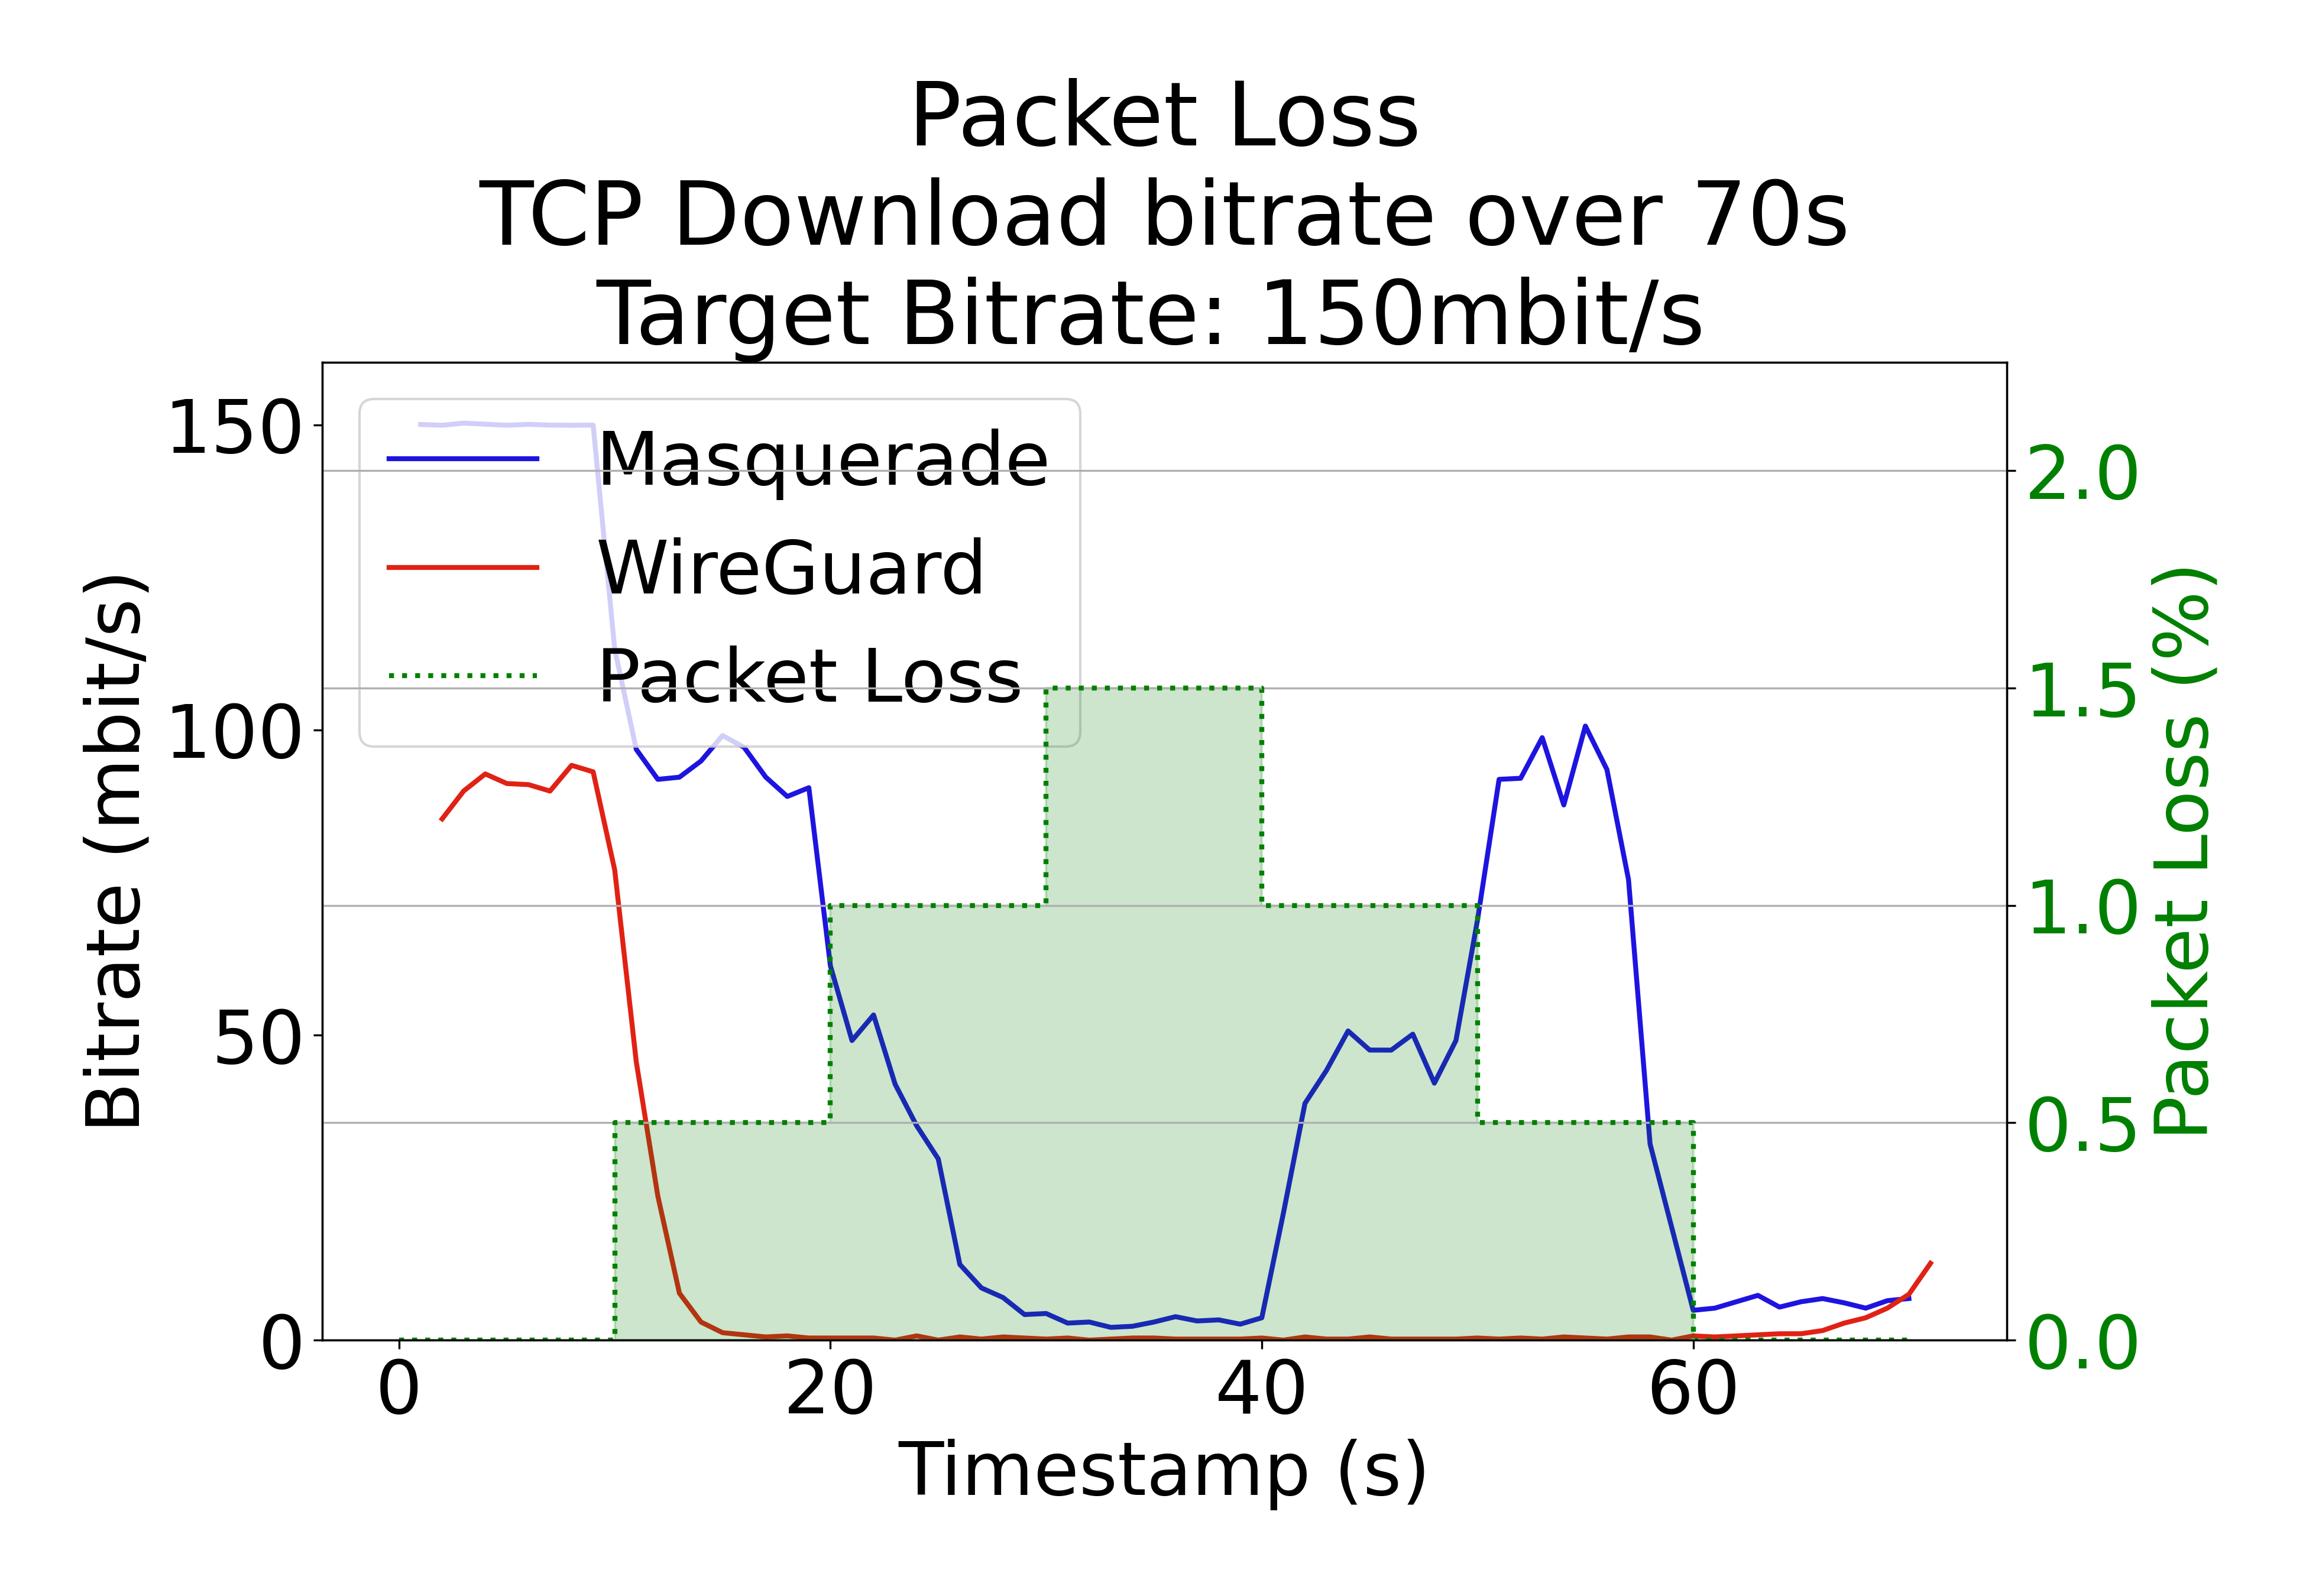 Packet Loss
TCP Download bitrate over 70s
Target Bitrate: 150mbit/s
Masquerade
WireGuard
Packet Loss
150
100
50
0
Bitrate (mbit/s)
2.0
1.5
1.0
0.5
0.0
Packet Loss (%)
0 20 40 60
Timestamp (s)